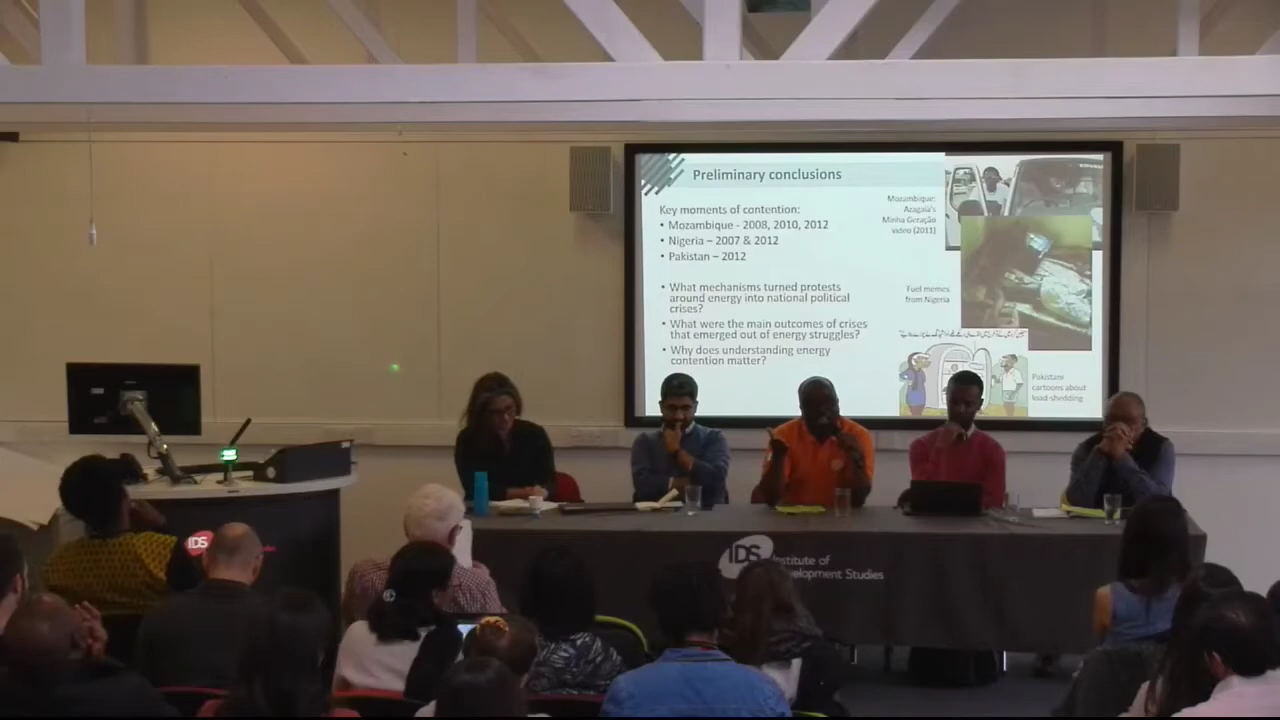 Preliminary conclusions
Key moments of contention:
• Mozambique - 2008, 2010, 2012
• Nigeria – 2007 & 2012
• Pakistan – 2012
• What mechanisms turned protests
around energy into national political
crises?
• What were the main outcomes of crises
that emerged out of energy struggles?
• Why does understanding energy
contention matter?
Mozambique:
Azagaia's
Minha Geração
video (2011)
Fuel memes
from Nigeria
Pakistani
cartoons about
load-shedding
IDS
IDS Institute of
elopment Studies